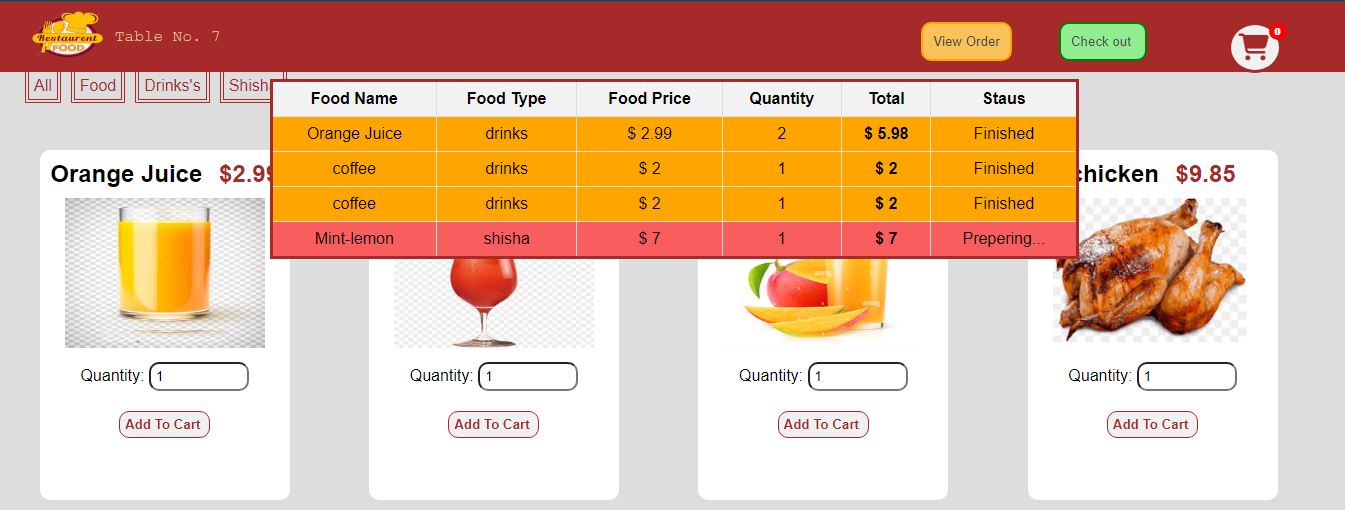 Restaurent
FOOD
Table No. 7
View Order
Check out
0
All
Food
Drinks's
Food Name Food Type Food Price Quantity Total Staus
Orange Juice drinks $ 2.99 2 $ 5.98 Finished
coffee drinks $ 2 1 $ 2 Finished
coffee drinks $ 2 1 $ 2 Finished
Mint-lemon shisha $ 7 1 $ 7 Prepering...
Orange Juice $2.99
chicken $9.85
Quantity: 1
Quantity: 1
Quantity: 1
Quantity: 1
Add To Cart
Add To Cart
Add To Cart
Add To Cart